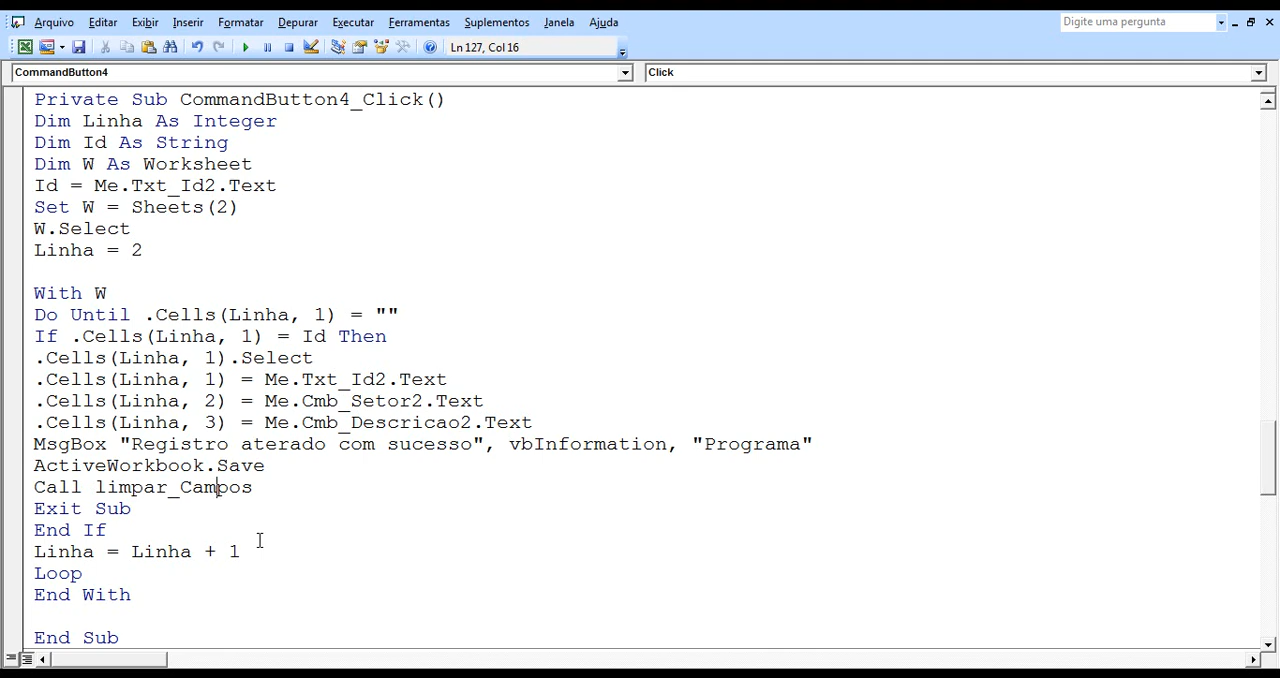 Arquivo Editar Exibir Inserir Formatar Depurar Executar Ferramentas Suplementos Janela Ajuda Digite uma pergunta
Ln 127, Col 16
CommandButton4 Click
Private Sub CommandButton4_Click()
Dim Linha As Integer
Dim Id As String
Dim W As Worksheet
Id = Me.Txt_Id2.Text
Set W = Sheets(2)
W.Select
Linha = 2
With W
Do Until .Cells(Linha, 1) = ""
If .Cells(Linha, 1) = Id Then
.Cells(Linha, 1).Select
.Cells(Linha, 1) = Me.Txt_Id2.Text
.Cells(Linha, 2) = Me.Cmb_Setor2.Text
.Cells(Linha, 3) = Me.Cmb_Descricao2.Text
MsgBox "Registro aterado com sucesso", vbInformation, "Programa"
ActiveWorkbook.Save
Call limpar_Campos
Exit Sub
End If
Linha = Linha + 1
Loop
End With
End Sub